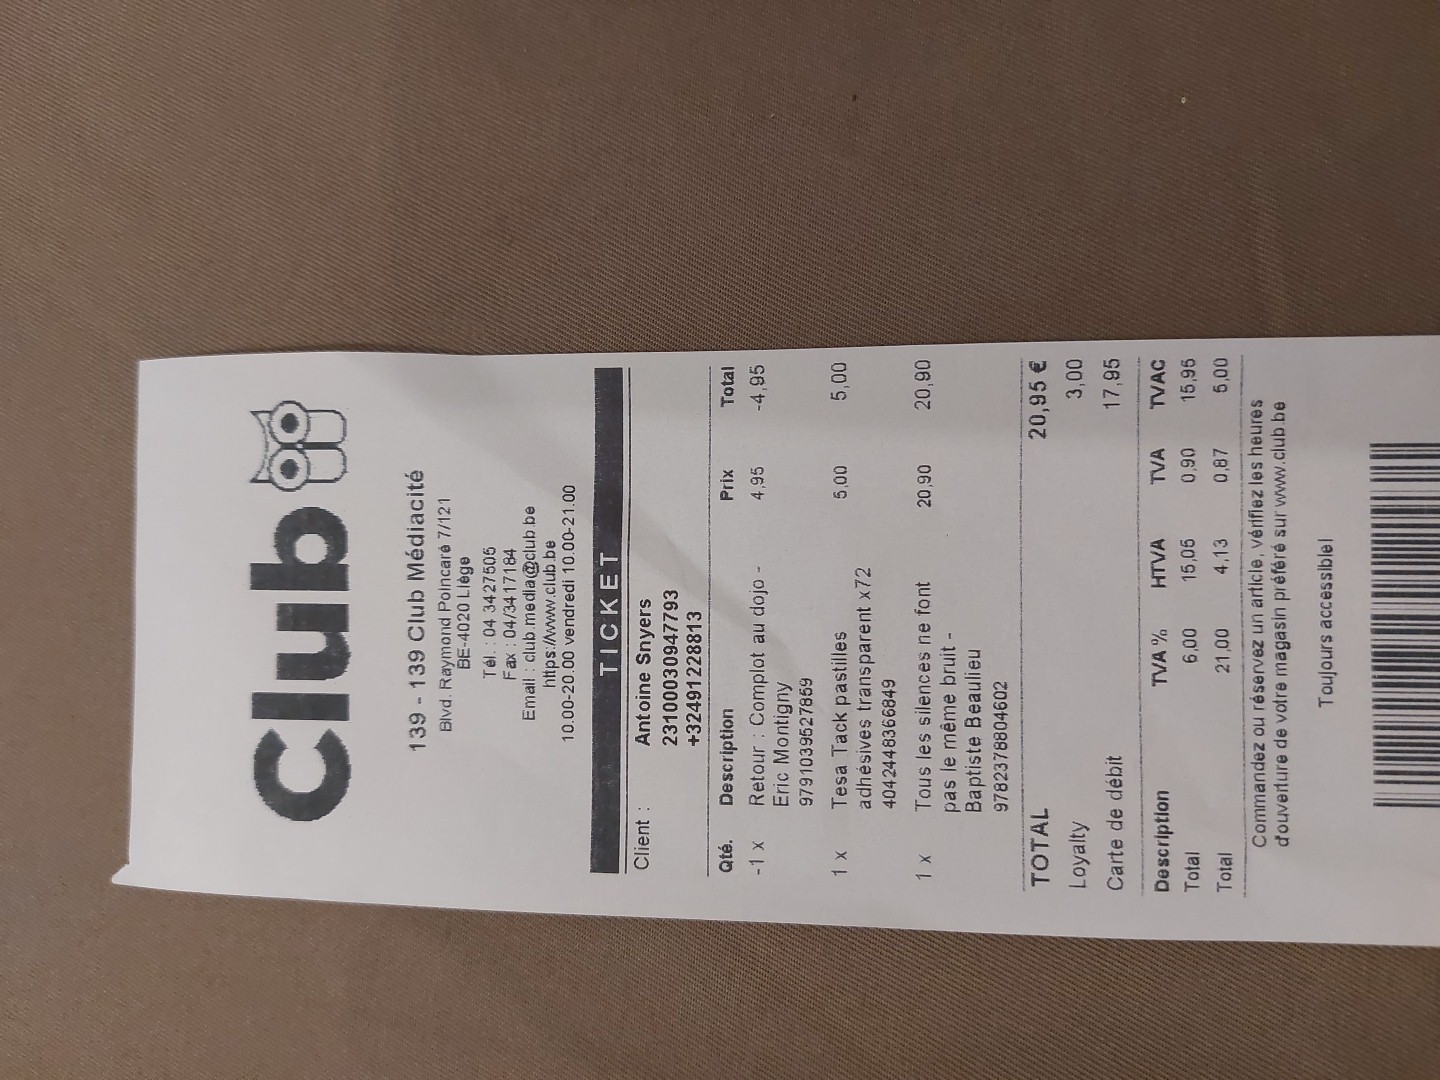 Club
139 - 139 Club Médiacité
Blvd. Raymond Poincaré 7/121
BE-4020 Liège
Tél. : 04 3427505
Fax : 04/3417184
Email : club.media@club.be
https://www.club.be
10.00-20.00 vendredi 10.00-21.00
TICKET
Client : Antoine Snyers
2310003094779​3
+32491228813
Qté. Description Prix Total
-1 x Retour : Complot au dojo - 4,95 -4,95
Eric Montigny
9791039527859
1 x Tesa Tack pastilles 5,00 5,00
adhésives transparent x72
4042448366849
1 x Tous les silences ne font 20,90 20,90
pas le même bruit -
Baptiste Beaulieu
9782378804602
TOTAL 20,95 €
Loyalty 3,00
Carte de débit 17,95
Description TVA % HTVA TVA TVAC
Total 6,00 15,05 0,90 15,95
Total 21,00 4,13 0,87 5,00
Commandez ou réservez un article, vérifiez les heures
d'ouverture de votre magasin préféré sur www.club.be
Toujours accessible!